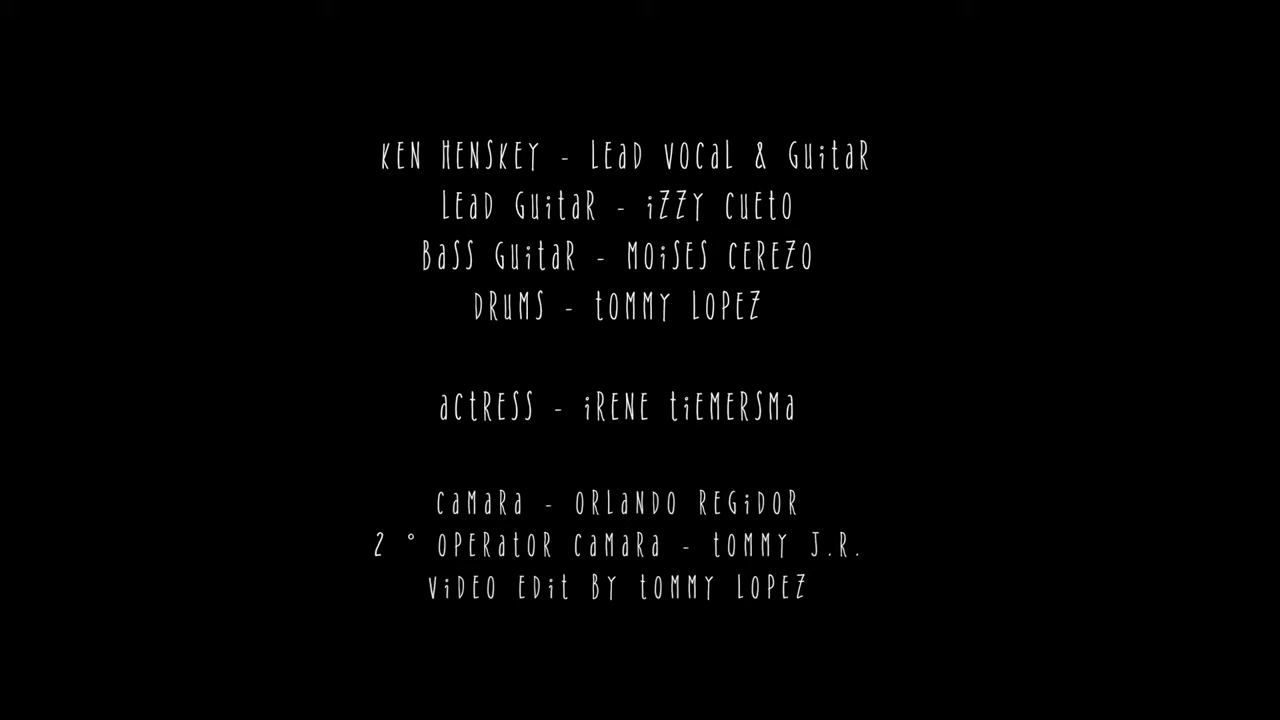 KEN HENSKEY - LEaD VOCaL & GuitaR
LEaD GuitaR - iZZY CUEtO
BaSS GuitaR - MOiSES CEREZO
DRuMS - tOMMY LOPEZ
aCtRESS - iRENE tiEMERSMa
CaMaRa - ORLaNDO REGiDOR
2 ° OPERatOR CaMaRa - tOMMY J.R.
ViDEO EDit BY tOMMY LOPEZ